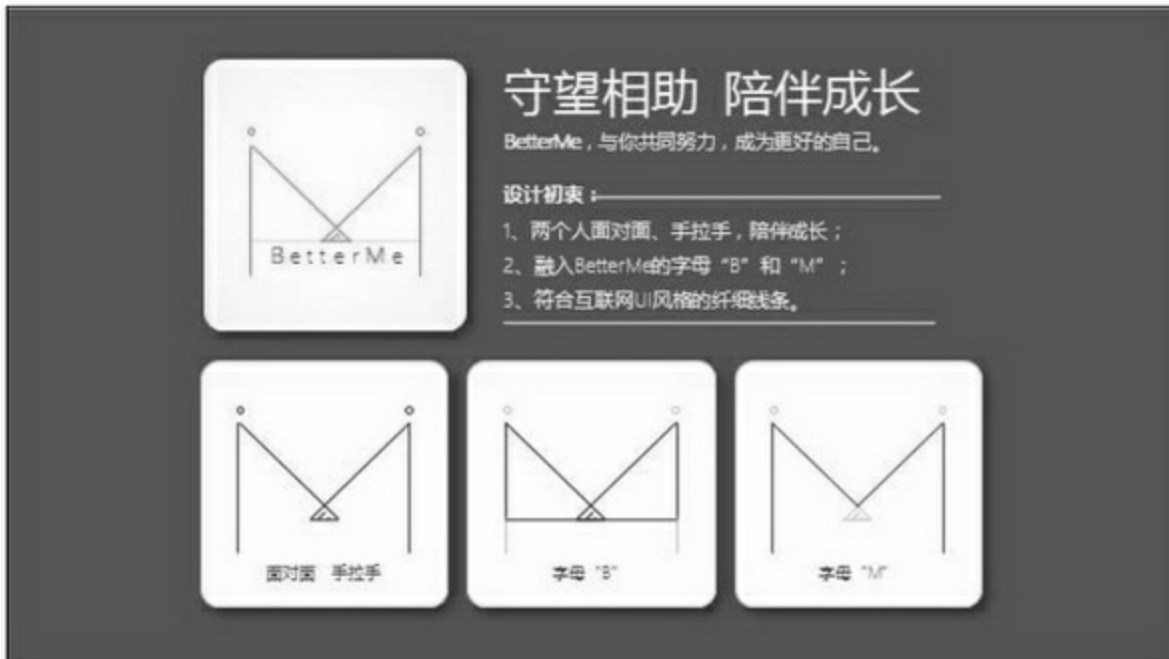 守望相助 陪伴成长
BetterMe，与你共同努力，成为更好的自己。
设计初衷：
1、两个人面对面、手拉手，陪伴成长；
2、融入BetterMe的字母“B”和“M”；
3、符合互联网UI风格的纤细线条。
BetterMe
面对面 手拉手
字母“B”
字母“M”